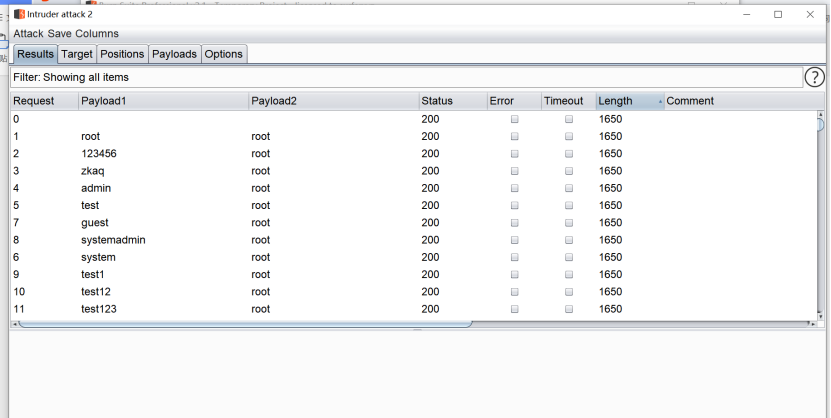 Intruder attack 2
Attack Save Columns
Results Target Positions Payloads Options
Filter: Showing all items
?
Request Payload1 Payload2 Status Error Timeout Length Comment
0 200 1650
1 root root 200 1650
2 123456 root 200 1650
3 zkaq root 200 1650
4 admin root 200 1650
5 test root 200 1650
7 guest root 200 1650
8 systemadmin root 200 1650
6 system root 200 1650
9 test1 root 200 1650
10 test12 root 200 1650
11 test123 root 200 1650